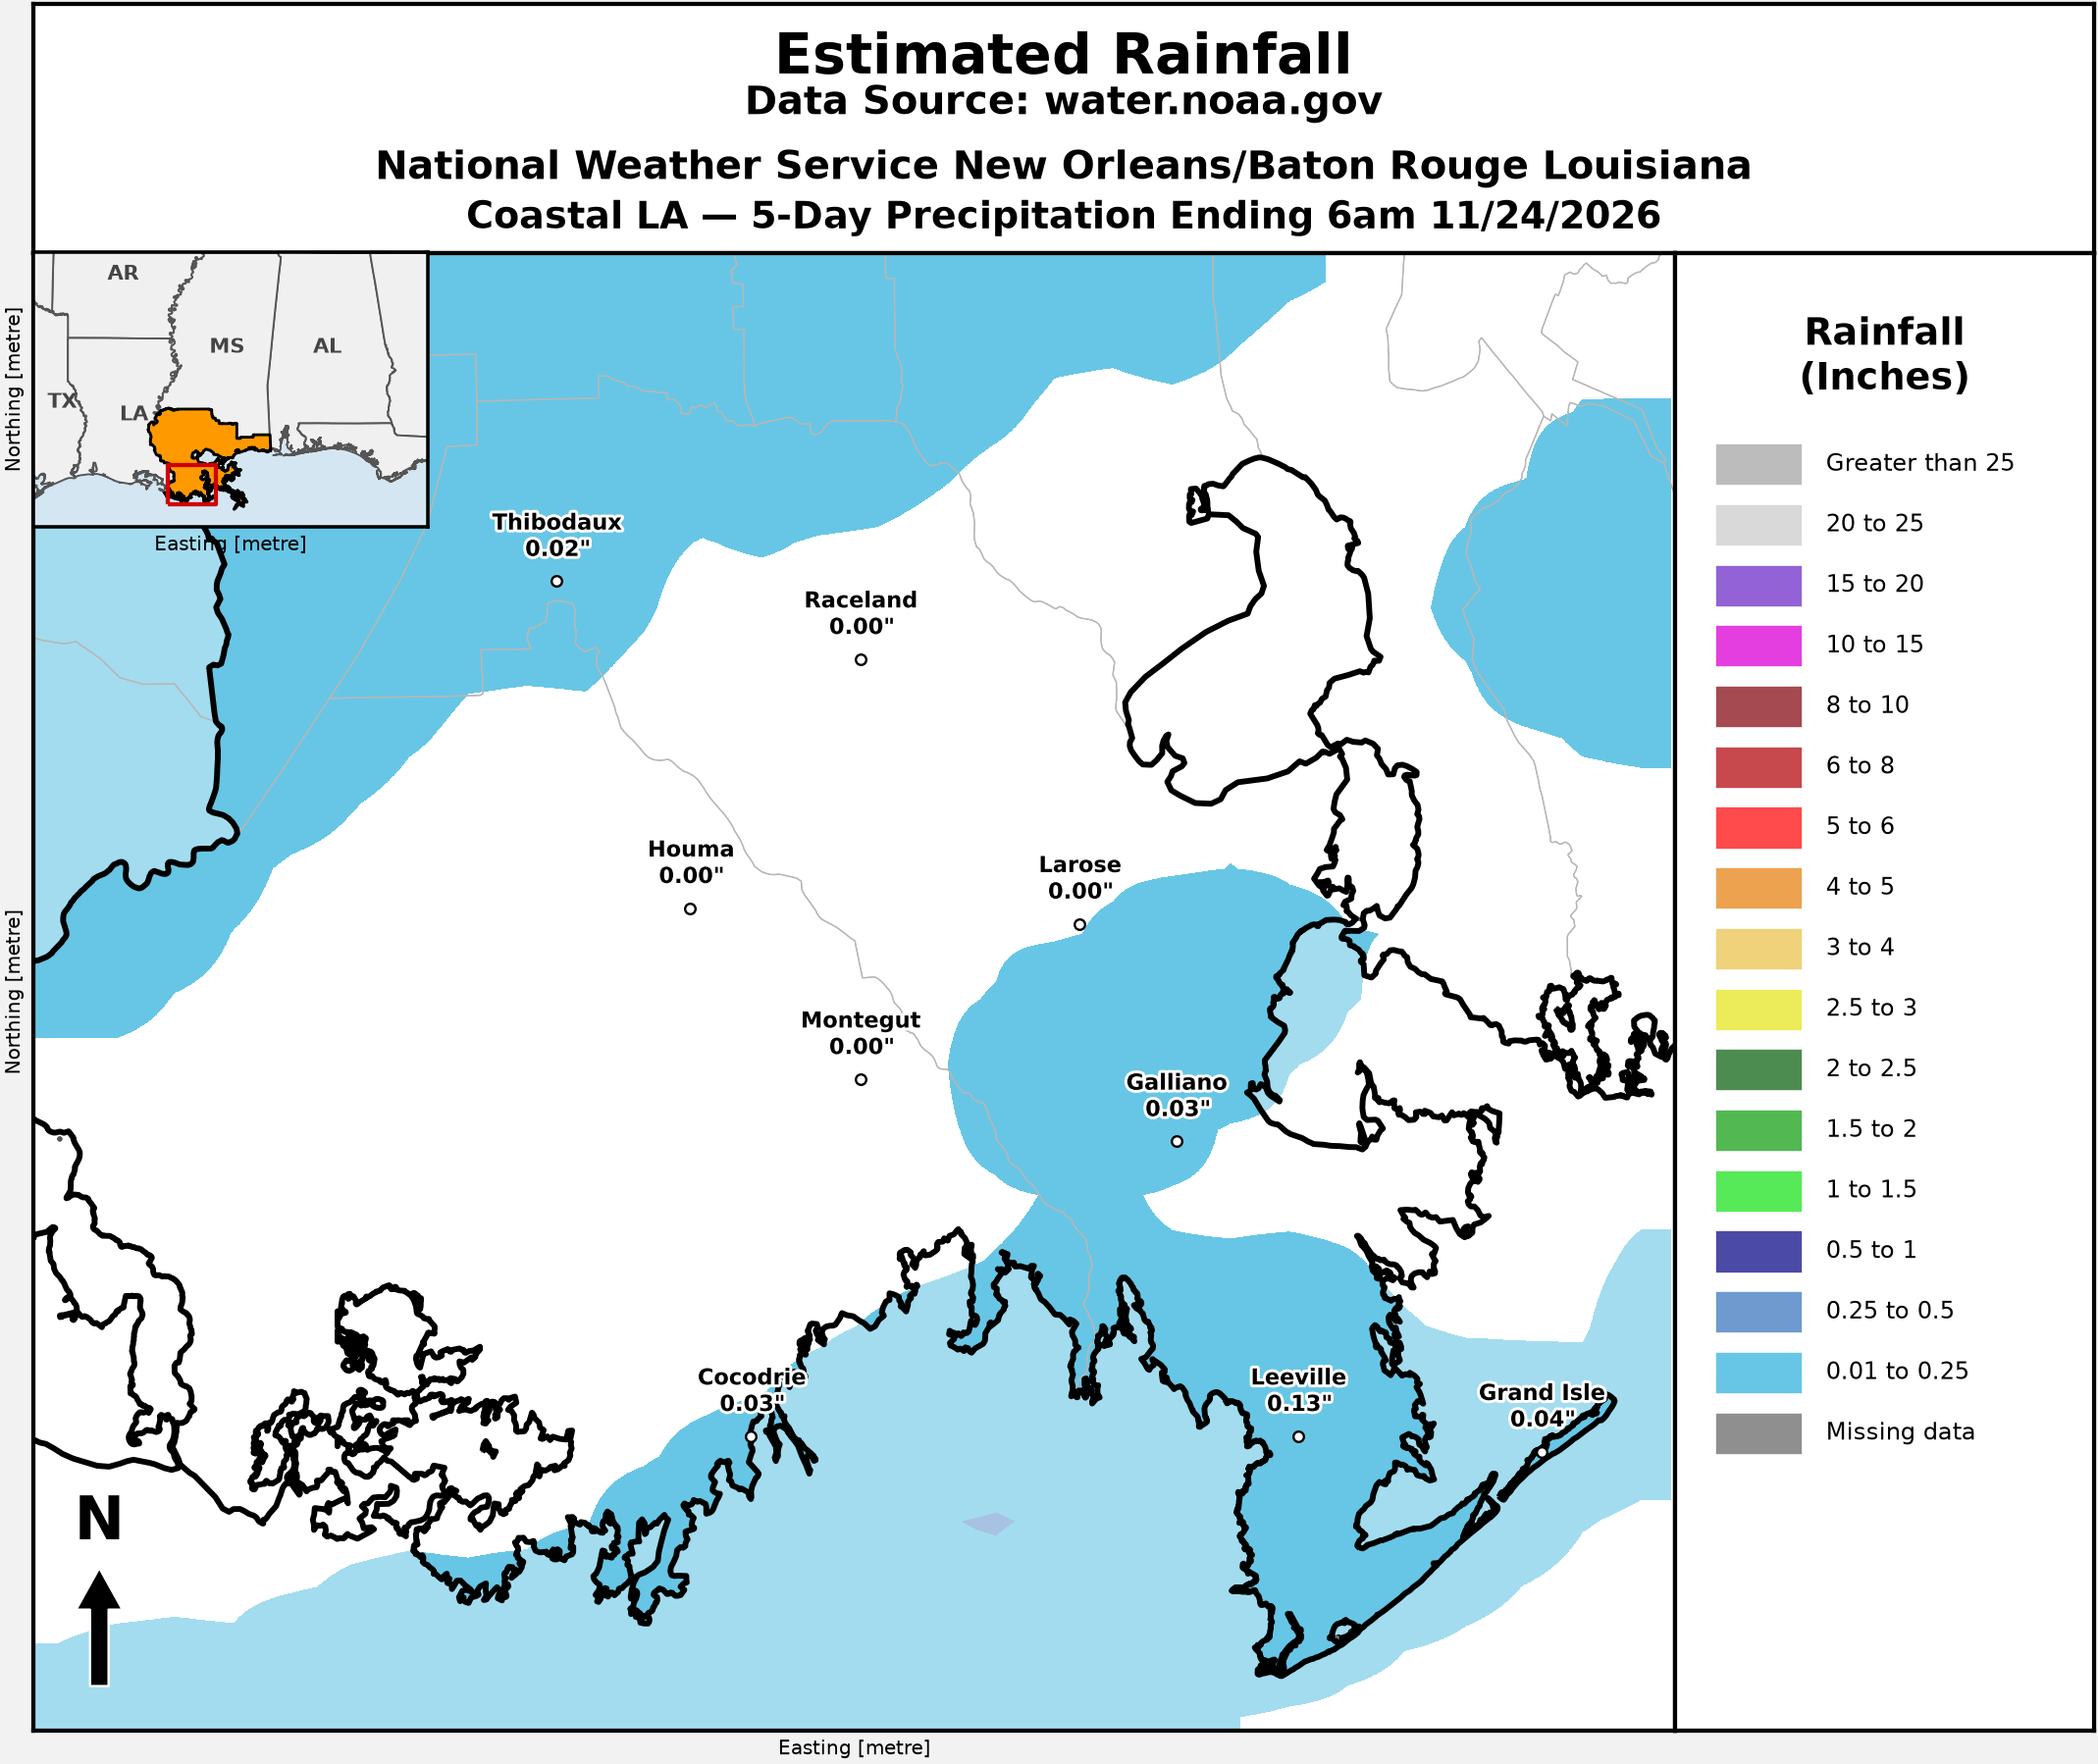 Estimated Rainfall
Data Source: water.noaa.gov
National Weather Service New Orleans/Baton Rouge Louisiana
Coastal LA — 5-Day Precipitation Ending 6am 11/24/2026
Northing [metre]
AR
MS
AL
TX
LA
Easting [metre]
Thibodaux
0.02"
Raceland
0.00"
Houma
0.00"
Larose
0.00"
Northing [metre]
Montegut
0.00"
Galliano
0.03"
Cocodrie
0.03"
Leeville
0.13"
Grand Isle
0.04"
N
Easting [metre]
Rainfall
(Inches)
Greater than 25
20 to 25
15 to 20
10 to 15
8 to 10
6 to 8
5 to 6
4 to 5
3 to 4
2.5 to 3
2 to 2.5
1.5 to 2
1 to 1.5
0.5 to 1
0.25 to 0.5
0.01 to 0.25
Missing data